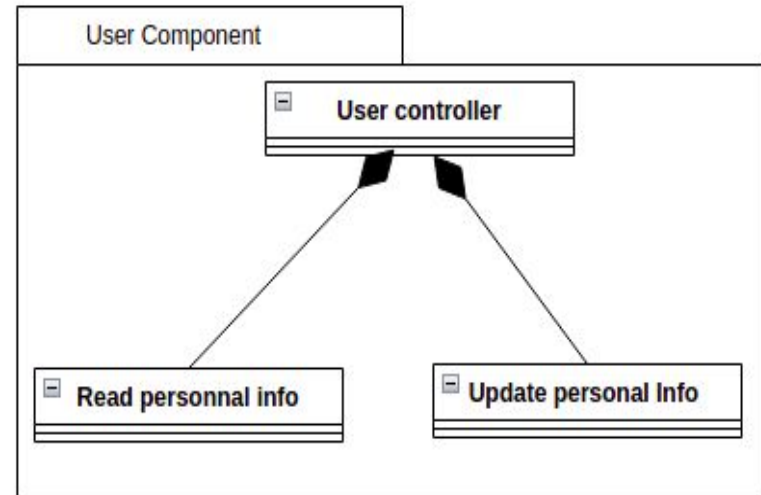 User Component
User controller
Read personnal info
Update personal Info